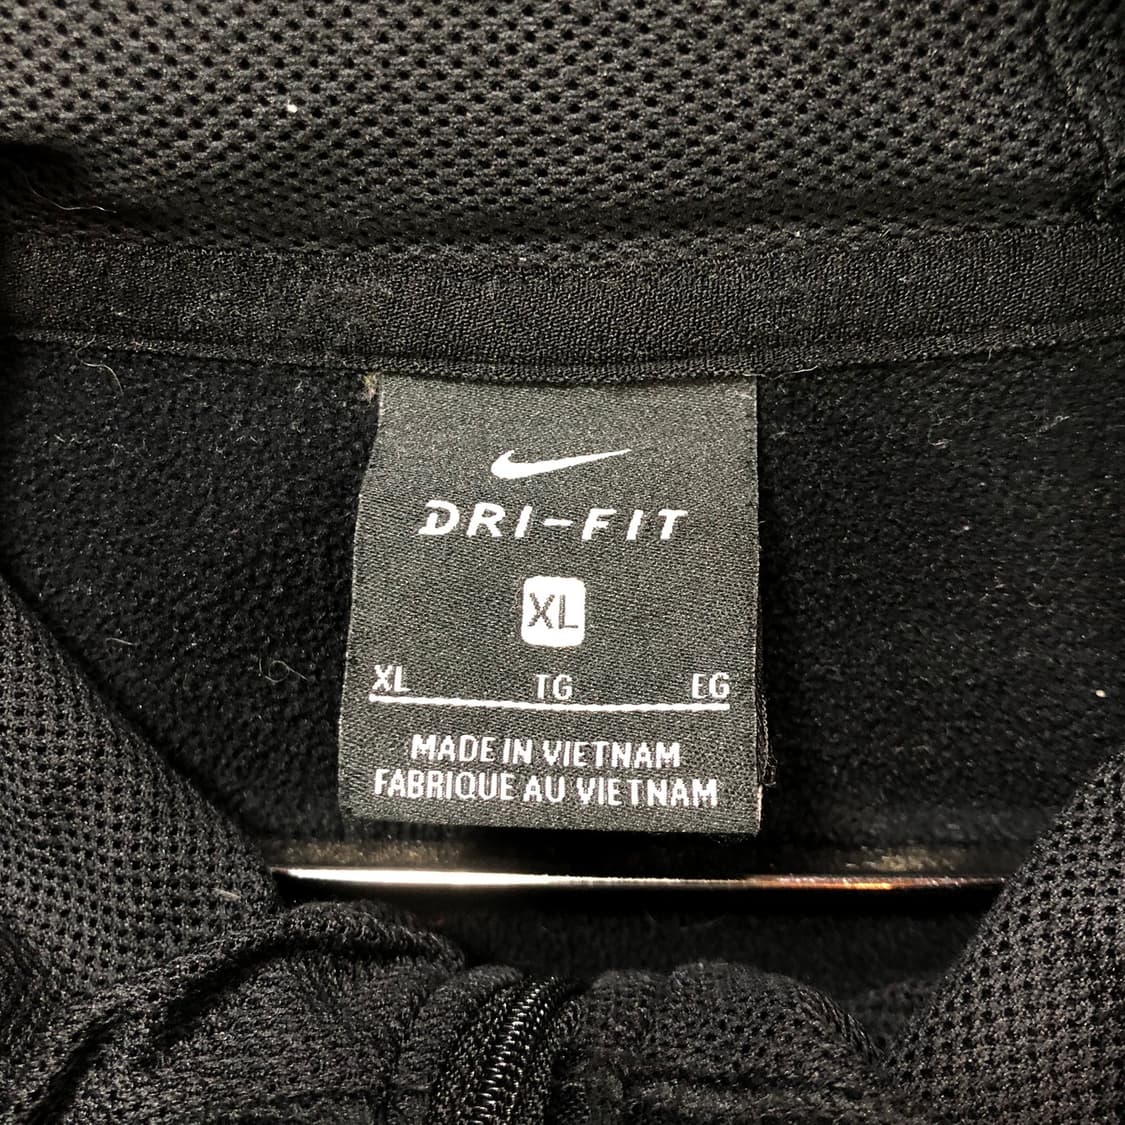 DRI-FIT
XL
XL TG EG
MADE IN VIETNAM
FABRIQUE AU VIETNAM